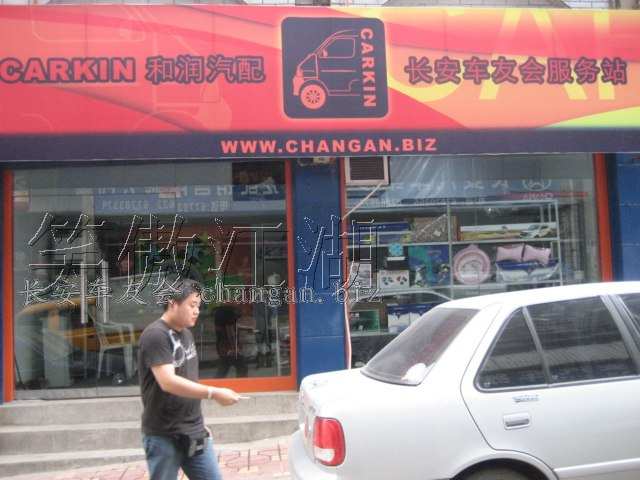 CARKIN 和润汽配
CARKIN
长安车友会服务站
WWW.CHANGAN.BIZ
笑傲江湖
长安车友会 changan.biz